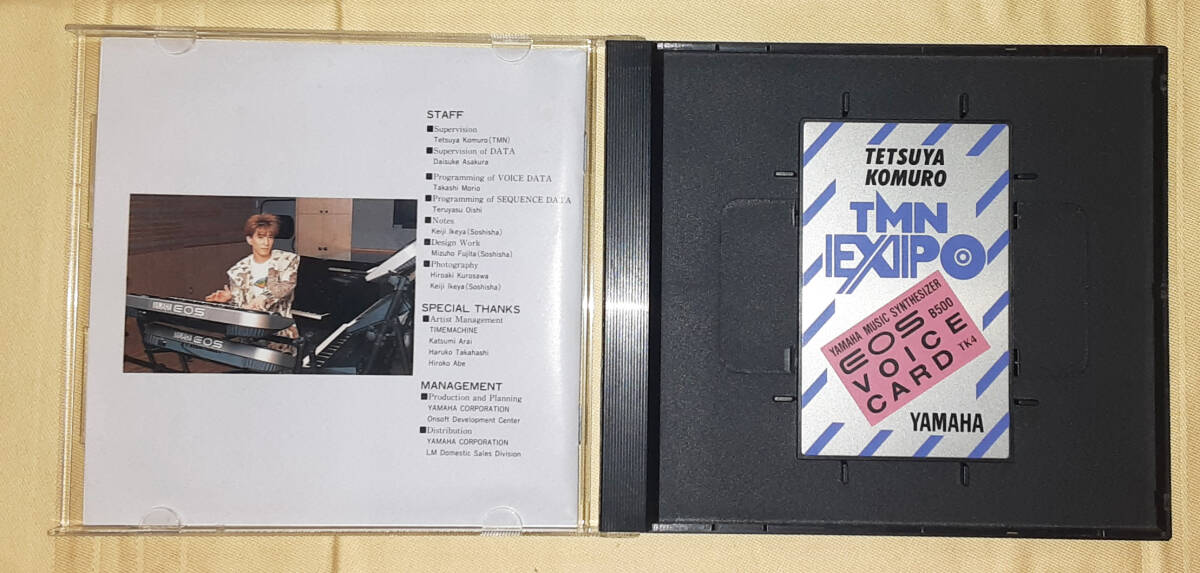 STAFF
■Supervision
Tetsuya Komuro(TMN)
■Supervision of DATA
Daisuke Asakura
■Programming of VOICE DATA
Takashi Morio
■Programming of SEQUENCE DATA
Teruyasu Oishi
■Notes
Keiji Ikeya(Soshisha)
■Design Work
Mizuho Fujita(Soshisha)
■Photography
Hiroaki Kurosawa
Keiji Ikeya(Soshisha)
SPECIAL THANKS
■Artist Management
TIMEMACHINE
Katsumi Arai
Haruko Takahashi
Hiroko Abe
MANAGEMENT
■Production and Planning
YAMAHA CORPORATION
Onsoft Development Center
■Distribution
YAMAHA CORPORATION
LM Domestic Sales Division
EOS
EOS
TETSUYA
KOMURO
TMN
EXPO
YAMAHA MUSIC SYNTHESIZER
EOS B500
VOICE
CARD TK4
YAMAHA